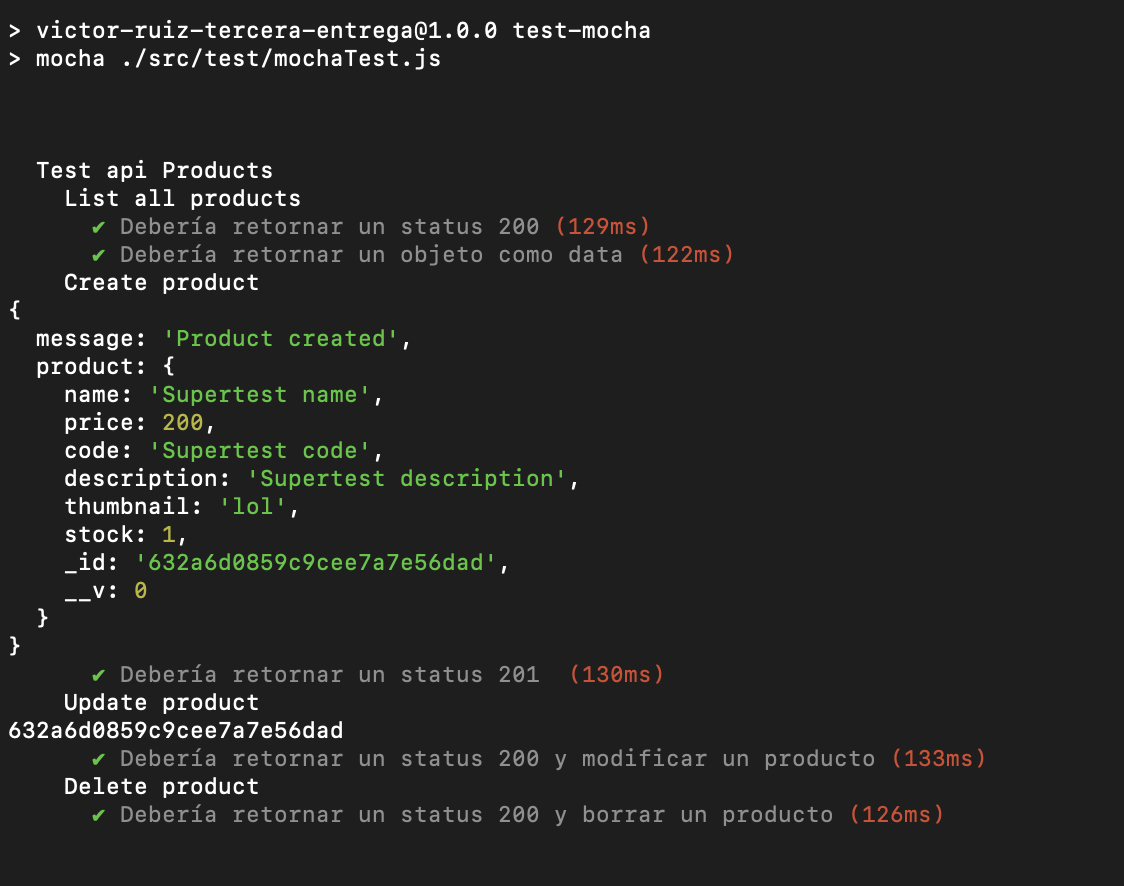 > victor-ruiz-tercera-entrega@1.0.0 test-mocha
> mocha ./src/test/mochaTest.js
Test api Products
List all products
✔ Debería retornar un status 200 (129ms)
✔ Debería retornar un objeto como data (122ms)
Create product
{
message: 'Product created',
product: {
name: 'Supertest name',
price: 200,
code: 'Supertest code',
description: 'Supertest description',
thumbnail: 'lol',
stock: 1,
_id: '632a6d0859c9cee7a7e56dad',
__v: 0
}
}
✔ Debería retornar un status 201  (130ms)
Update product
632a6d0859c9cee7a7e56dad
✔ Debería retornar un status 200 y modificar un producto (133ms)
Delete product
✔ Debería retornar un status 200 y borrar un producto (126ms)